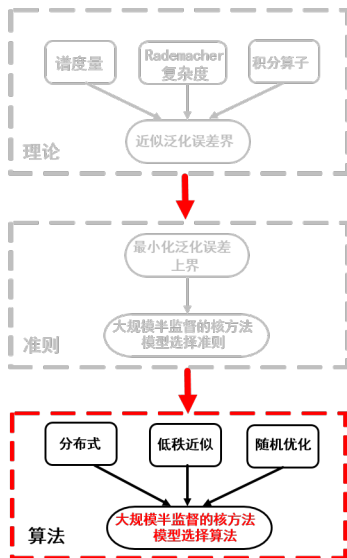 谱度量
Rademacher
复杂度
积分算子
近似泛化误差界
理论
最小化泛化误差
上界
大规模半监督的核方法
模型选择准则
准则
分布式
低秩近似
随机优化
大规模半监督的核方法
模型选择算法
算法